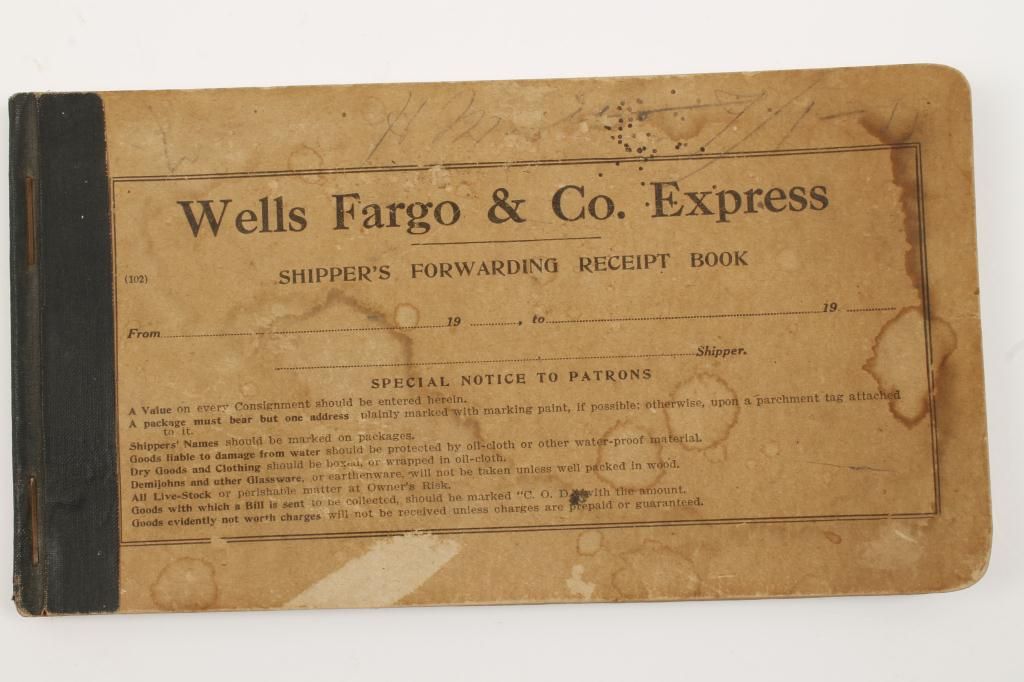 Wells Fargo & Co. Express
(102)
SHIPPER'S FORWARDING RECEIPT BOOK
From 19 , to 19
Shipper.
SPECIAL NOTICE TO PATRONS
A Value on every Consignment should be entered herein.
A package must bear but one address plainly marked with marking paint, if possible; otherwise, upon a parchment tag attached
to it.
Shippers' Names should be marked on packages.
Goods liable to damage from water should be protected by oil-cloth or other water-proof material.
Dry Goods and Clothing should be boxed, or wrapped in oil-cloth.
Demijohns and other Glassware, or earthenware, will not be taken unless well packed in wood.
All Live-Stock or perishable matter at Owner's Risk.
Goods with which a Bill is sent to be collected, should be marked "C. O. D." with the amount.
Goods evidently not worth charges will not be received unless charges are prepaid or guaranteed.